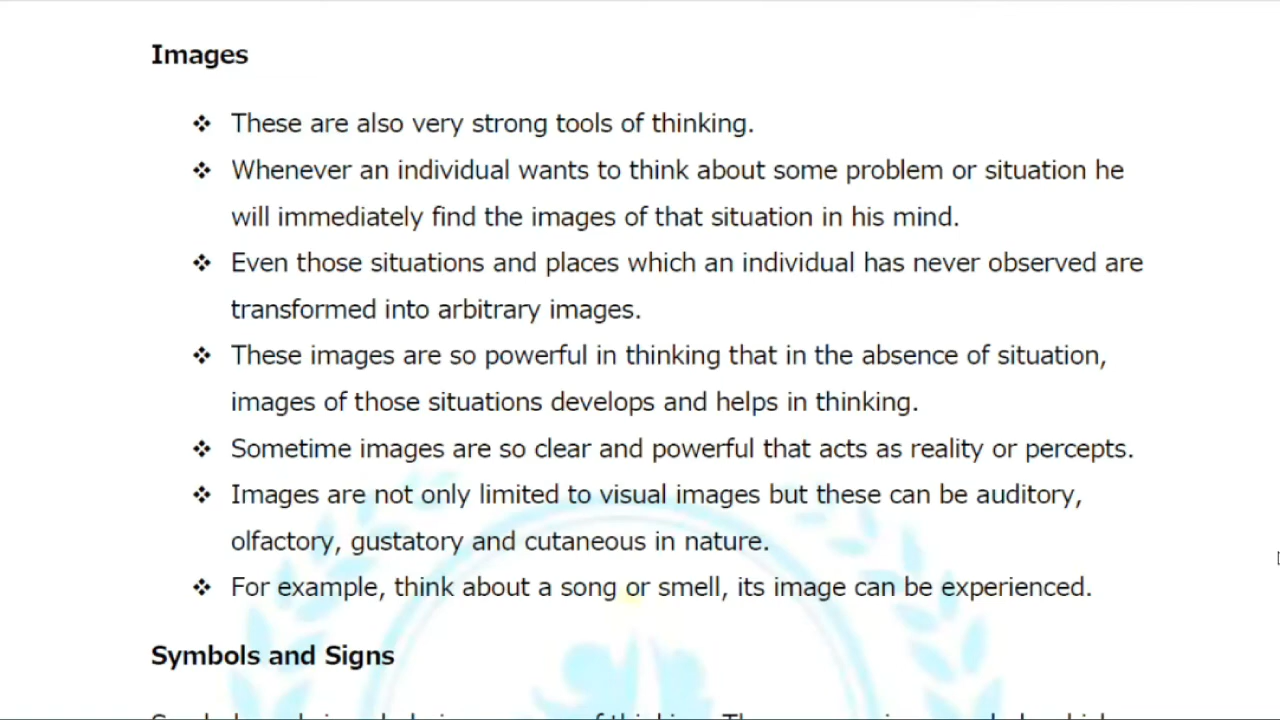 Images
❖ These are also very strong tools of thinking.
❖ Whenever an individual wants to think about some problem or situation he
will immediately find the images of that situation in his mind.
❖ Even those situations and places which an individual has never observed are
transformed into arbitrary images.
❖ These images are so powerful in thinking that in the absence of situation,
images of those situations develops and helps in thinking.
❖ Sometime images are so clear and powerful that acts as reality or percepts.
❖ Images are not only limited to visual images but these can be auditory,
olfactory, gustatory and cutaneous in nature.
❖ For example, think about a song or smell, its image can be experienced.
Symbols and Signs